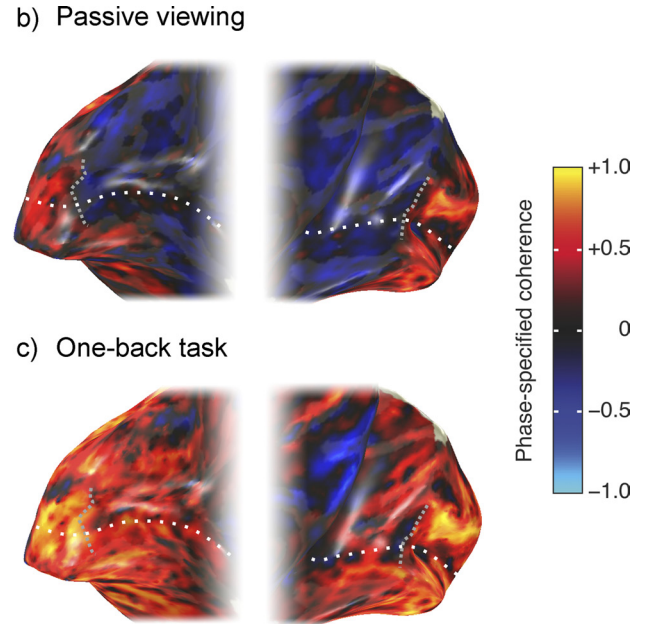 b) Passive viewing
c) One-back task
Phase-specified coherence
+1.0
+0.5
0
−0.5
−1.0